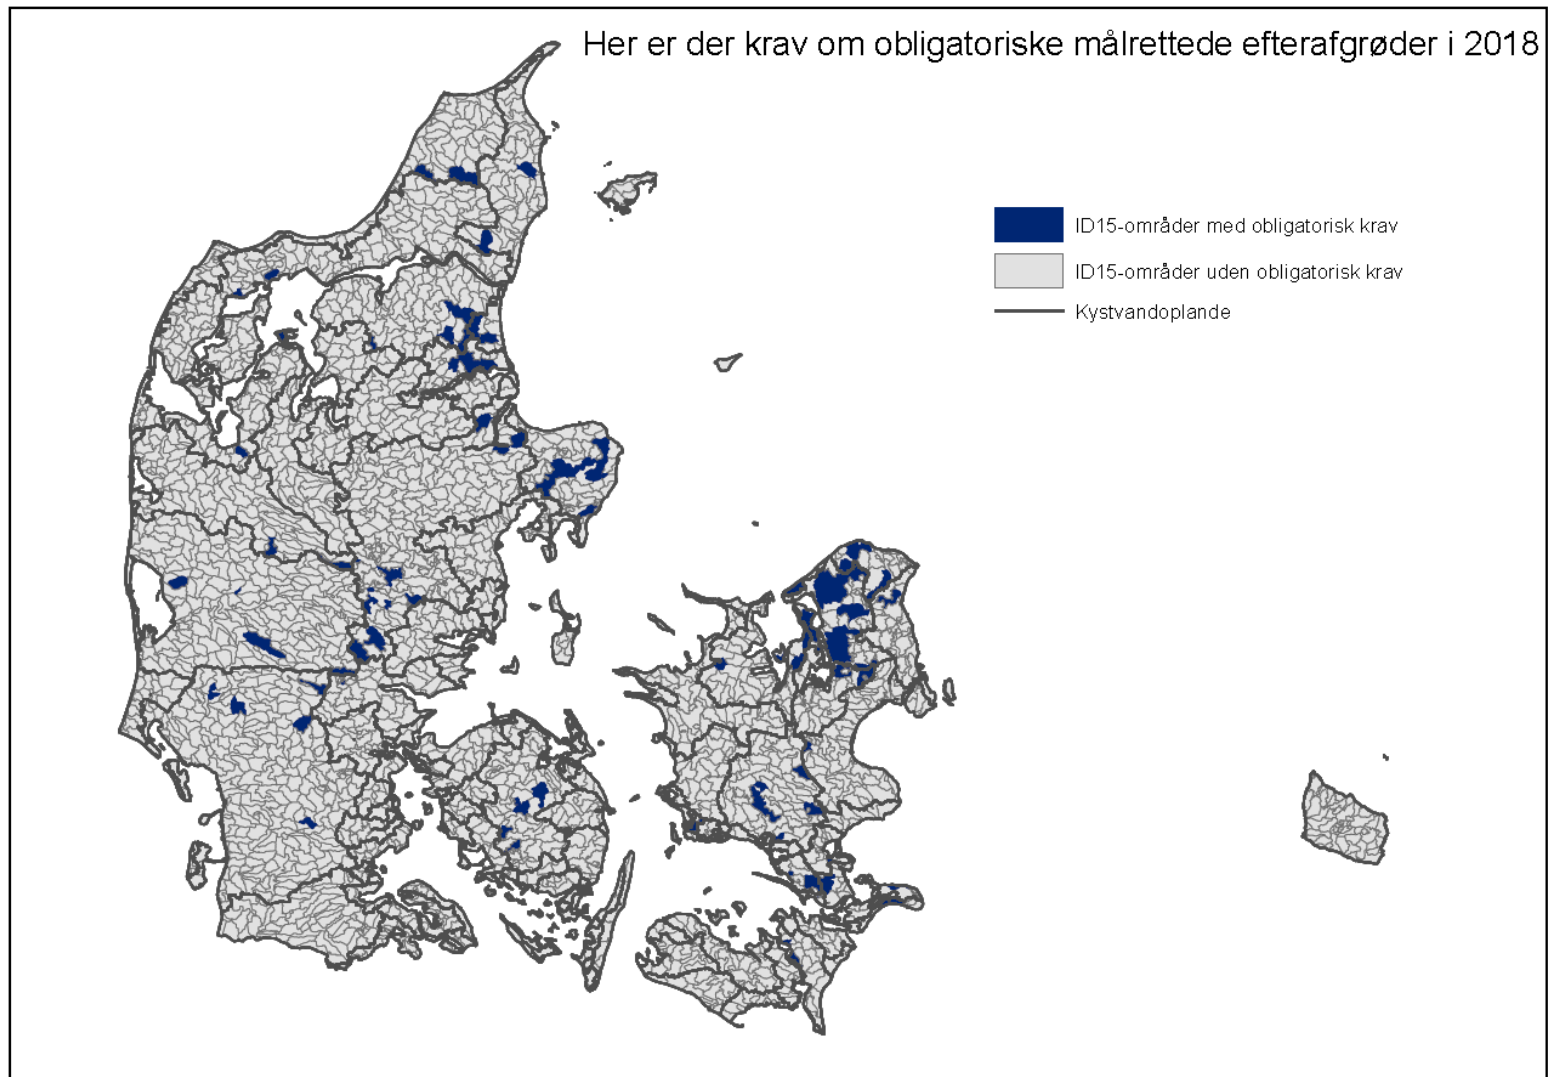 Her er der krav om obligatoriske målrettede efterafgrøder i 2018
ID15-områder med obligatorisk krav
ID15-områder uden obligatorisk krav
Kystvandoplande